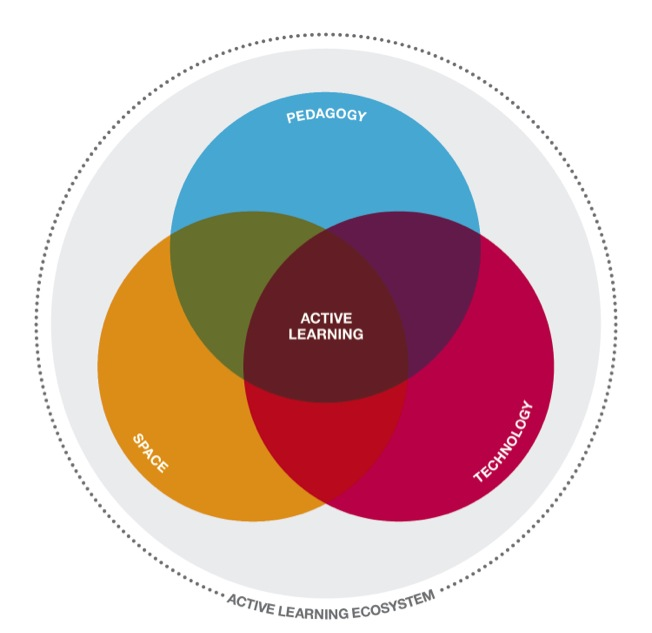 PEDAGOGY
ACTIVE
LEARNING
SPACE
TECHNOLOGY
ACTIVE LEARNING ECOSYSTEM